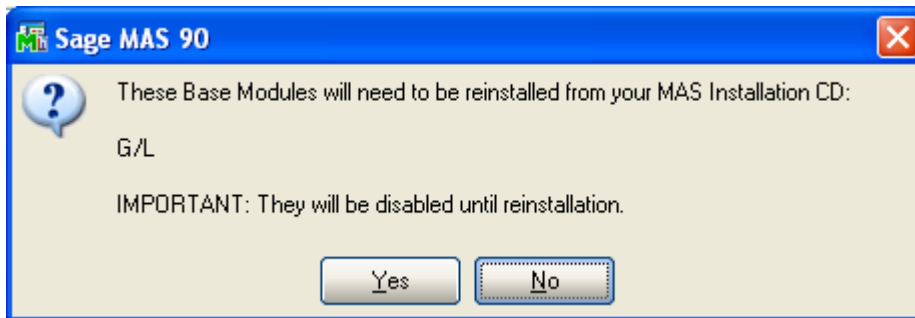 Sage MAS 90
These Base Modules will need to be reinstalled from your MAS Installation CD:
G/L
IMPORTANT: They will be disabled until reinstallation.
Yes No